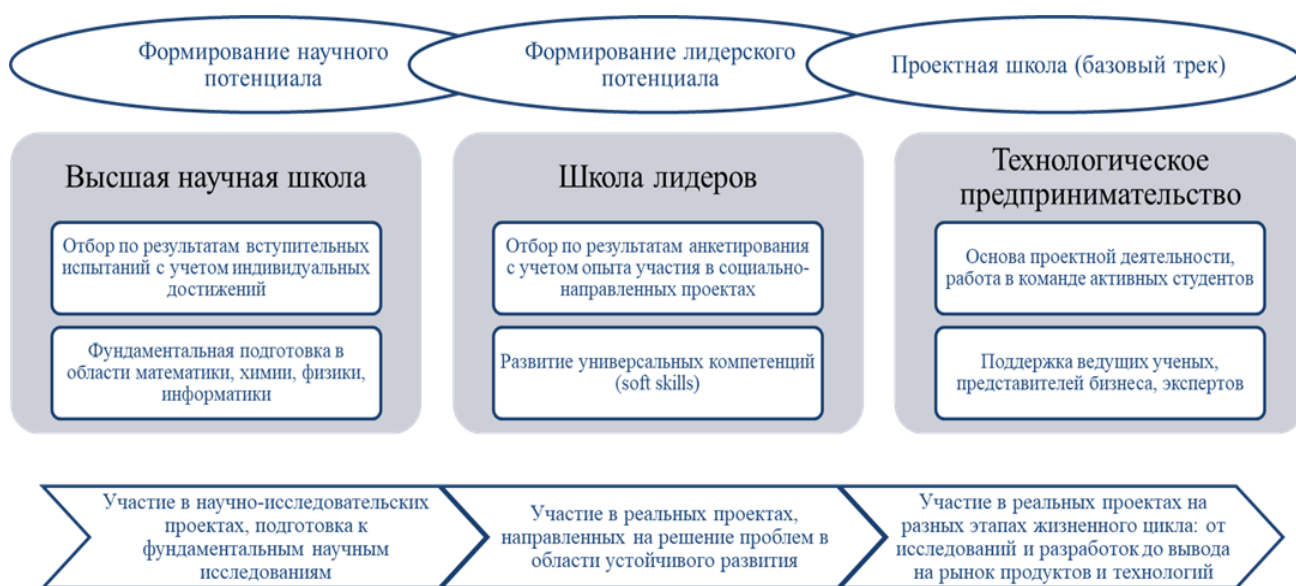 Формирование научного
потенциала
Формирование лидерского
потенциала
Проектная школа (базовый трек)
Высшая научная школа
Отбор по результатам вступительных
испытаний с учетом индивидуальных
достижений
Фундаментальная подготовка в
области математики, химии, физики,
информатики
Школа лидеров
Отбор по результатам анкетирования
с учетом опыта участия в социально-
направленных проектах
Развитие универсальных компетенций
(soft skills)
Технологическое
предпринимательство
Основа проектной деятельности,
работа в команде активных студентов
Поддержка ведущих ученых,
представителей бизнеса, экспертов
Участие в научно-исследовательских
проектах, подготовка к
фундаментальным научным
исследованиям
Участие в реальных проектах,
направленных на решение проблем в
области устойчивого развития
Участие в реальных проектах на
разных этапах жизненного цикла: от
исследований и разработок до вывода
на рынок продуктов и технологий